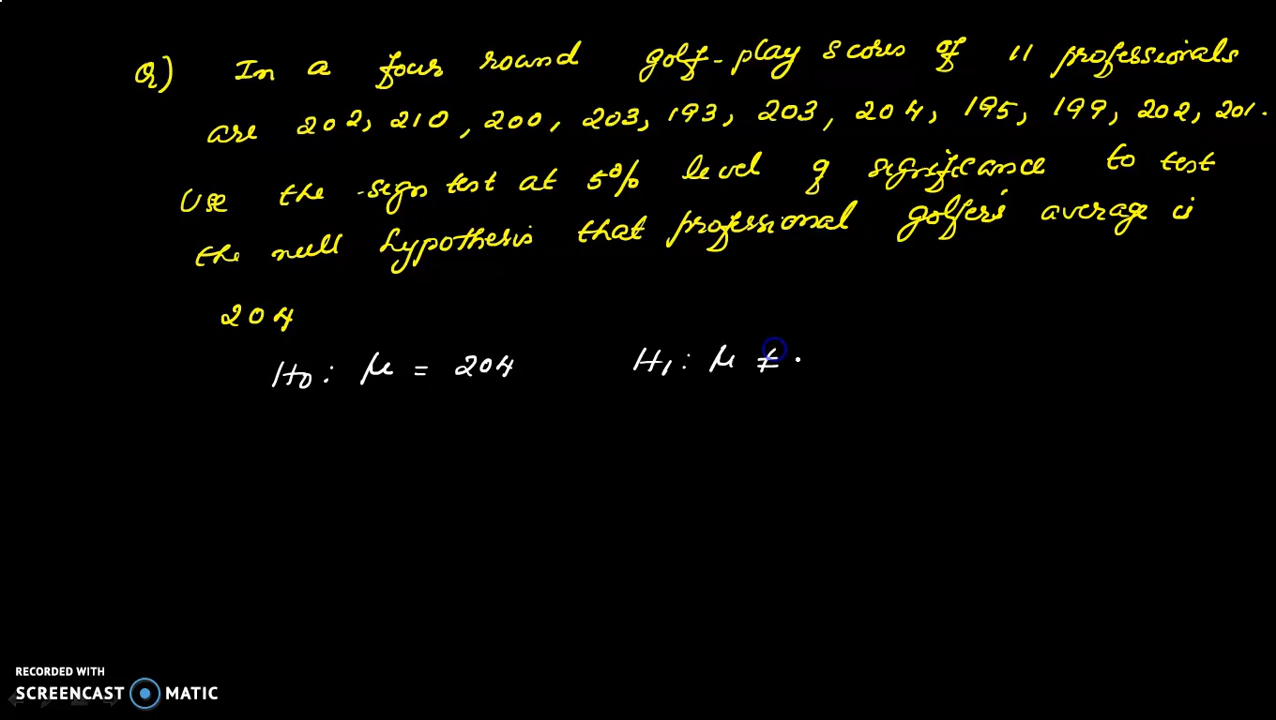 Q) In a four round golf-play scores of 11 professionals
are 202, 210, 200, 203, 193, 203, 204, 195, 199, 202, 201.
Use the sign test at 5% level of significance to test
the null hypothesis that professional golfers' average is
204
H0: μ = 204 H1: μ ≠
RECORDED WITH
SCREENCAST MATIC